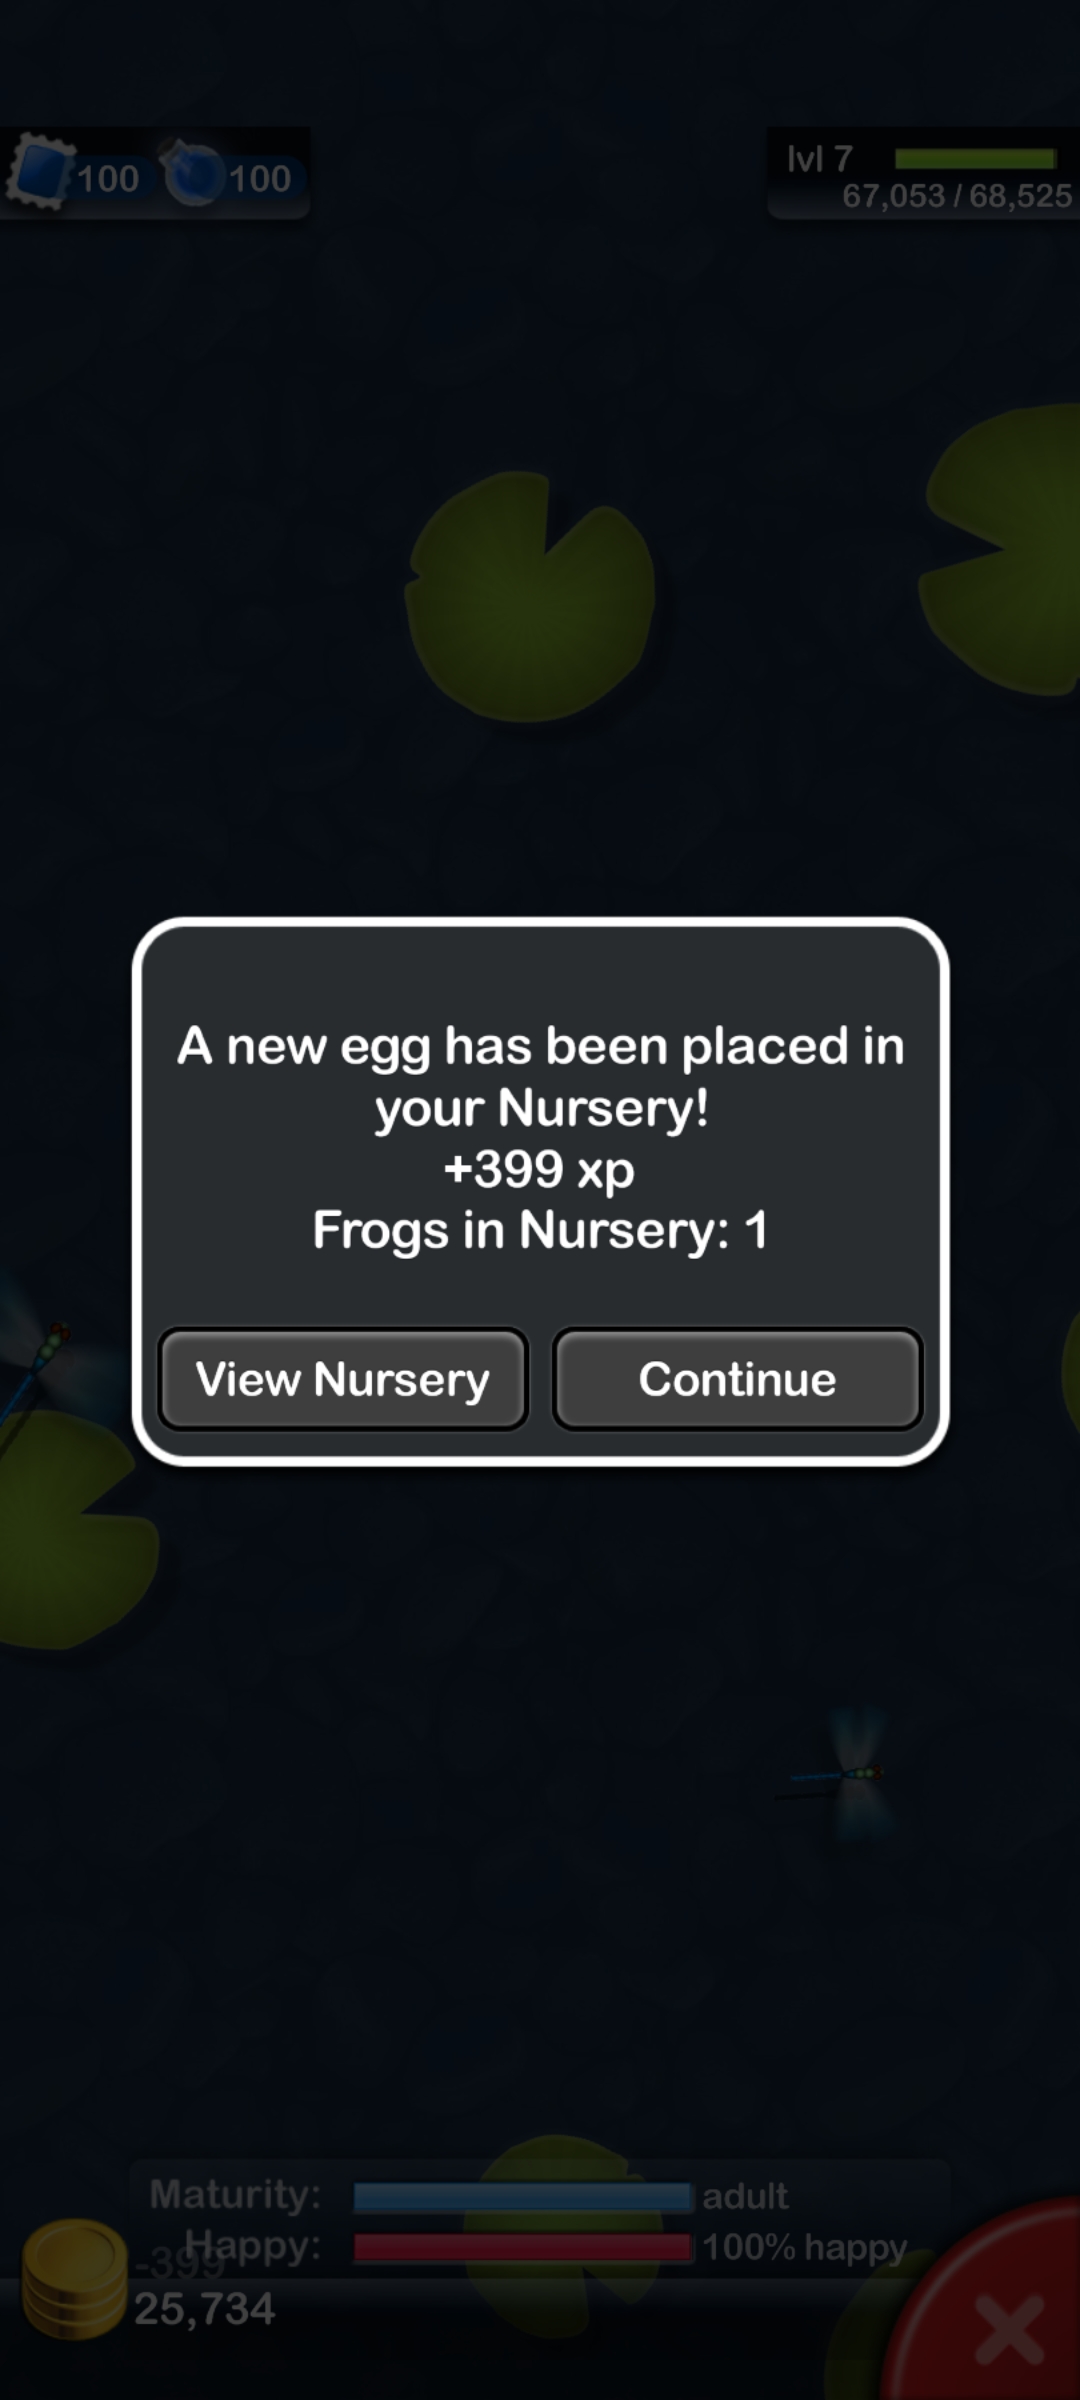 100 100
lvl 7
67,053 / 68,525
A new egg has been placed in
your Nursery!
+399 xp
Frogs in Nursery: 1
View Nursery Continue
Maturity: adult
Happy: 100% happy
-399
25,734